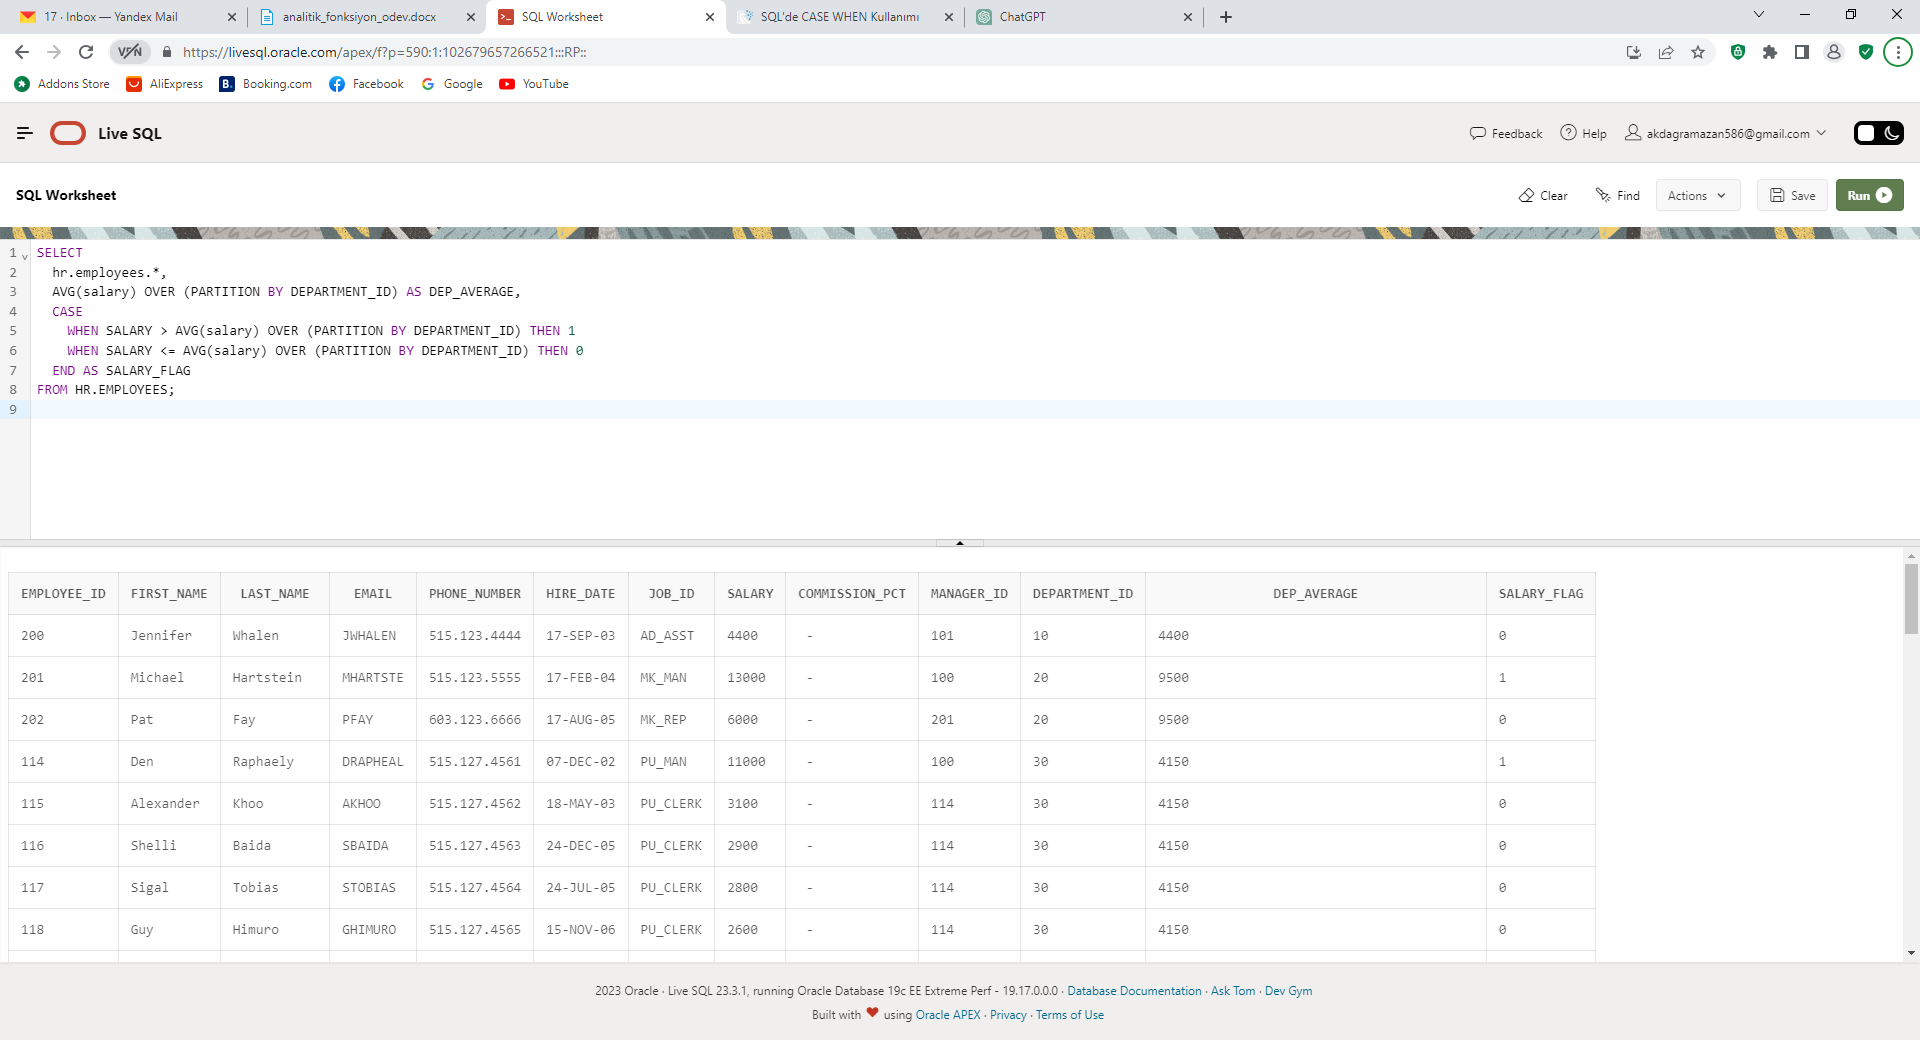 17 · Inbox — Yandex Mail
analitik_fonksiyon_odev.docx
SQL Worksheet
SQL'de CASE WHEN Kullanımı
ChatGPT
VPN https://livesql.oracle.com/apex/f?p=590:1:102679657266521:::RP::
Addons Store AliExpress B. Booking.com Facebook Google YouTube
Live SQL
Feedback Help akdagramazan586@gmail.com
SQL Worksheet
Clear Find Actions Save Run
1 SELECT
2 hr.employees.*,
3 AVG(salary) OVER (PARTITION BY DEPARTMENT_ID) AS DEP_AVERAGE,
4 CASE
5 WHEN SALARY > AVG(salary) OVER (PARTITION BY DEPARTMENT_ID) THEN 1
6 WHEN SALARY <= AVG(salary) OVER (PARTITION BY DEPARTMENT_ID) THEN 0
7 END AS SALARY_FLAG
8 FROM HR.EMPLOYEES;
9
EMPLOYEE_ID FIRST_NAME LAST_NAME EMAIL PHONE_NUMBER HIRE_DATE JOB_ID SALARY COMMISSION_PCT MANAGER_ID DEPARTMENT_ID DEP_AVERAGE SALARY_FLAG
200 Jennifer Whalen JWHALEN 515.123.4444 17-SEP-03 AD_ASST 4400 - 101 10 4400 0
201 Michael Hartstein MHARTSTE 515.123.5555 17-FEB-04 MK_MAN 13000 - 100 20 9500 1
202 Pat Fay PFAY 603.123.6666 17-AUG-05 MK_REP 6000 - 201 20 9500 0
114 Den Raphaely DRAPHEAL 515.127.4561 07-DEC-02 PU_MAN 11000 - 100 30 4150 1
115 Alexander Khoo AKHOO 515.127.4562 18-MAY-03 PU_CLERK 3100 - 114 30 4150 0
116 Shelli Baida SBAIDA 515.127.4563 24-DEC-05 PU_CLERK 2900 - 114 30 4150 0
117 Sigal Tobias STOBIAS 515.127.4564 24-JUL-05 PU_CLERK 2800 - 114 30 4150 0
118 Guy Himuro GHIMURO 515.127.4565 15-NOV-06 PU_CLERK 2600 - 114 30 4150 0
2023 Oracle · Live SQL 23.3.1, running Oracle Database 19c EE Extreme Perf - 19.17.0.0.0 · Database Documentation · Ask Tom · Dev Gym
Built with ❤ using Oracle APEX · Privacy · Terms of Use